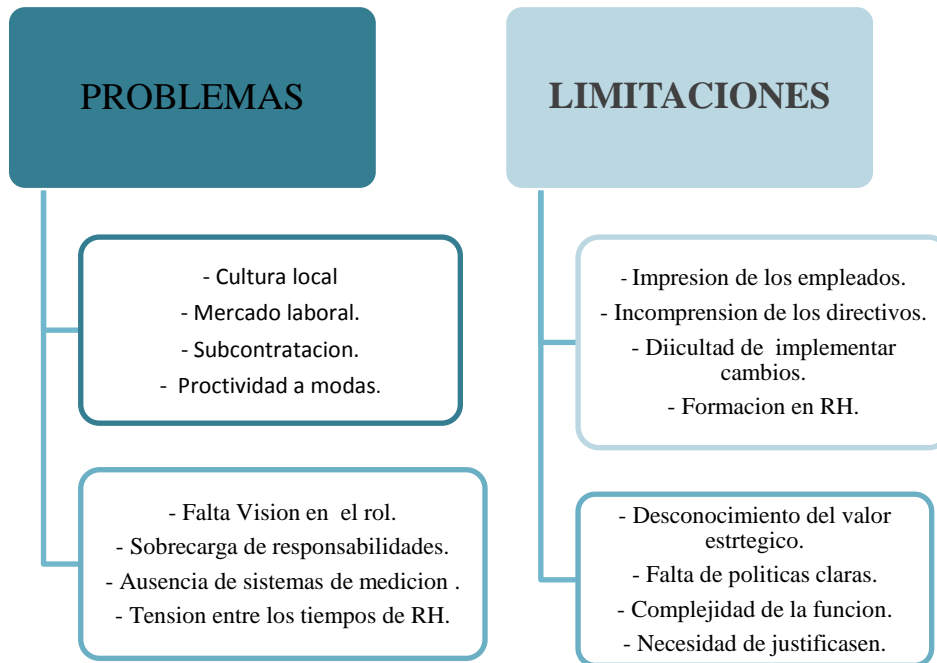 PROBLEMAS
- Cultura local
- Mercado laboral.
- Subcontratacion.
- Proctividad a modas.
- Falta Vision en el rol.
- Sobrecarga de responsabilidades.
- Ausencia de sistemas de medicion .
- Tension entre los tiempos de RH.
LIMITACIONES
- Impresion de los empleados.
- Incomprension de los directivos.
- Diicultad de implementar
cambios.
- Formacion en RH.
- Desconocimiento del valor
estrtegico.
- Falta de politicas claras.
- Complejidad de la funcion.
- Necesidad de justificasen.